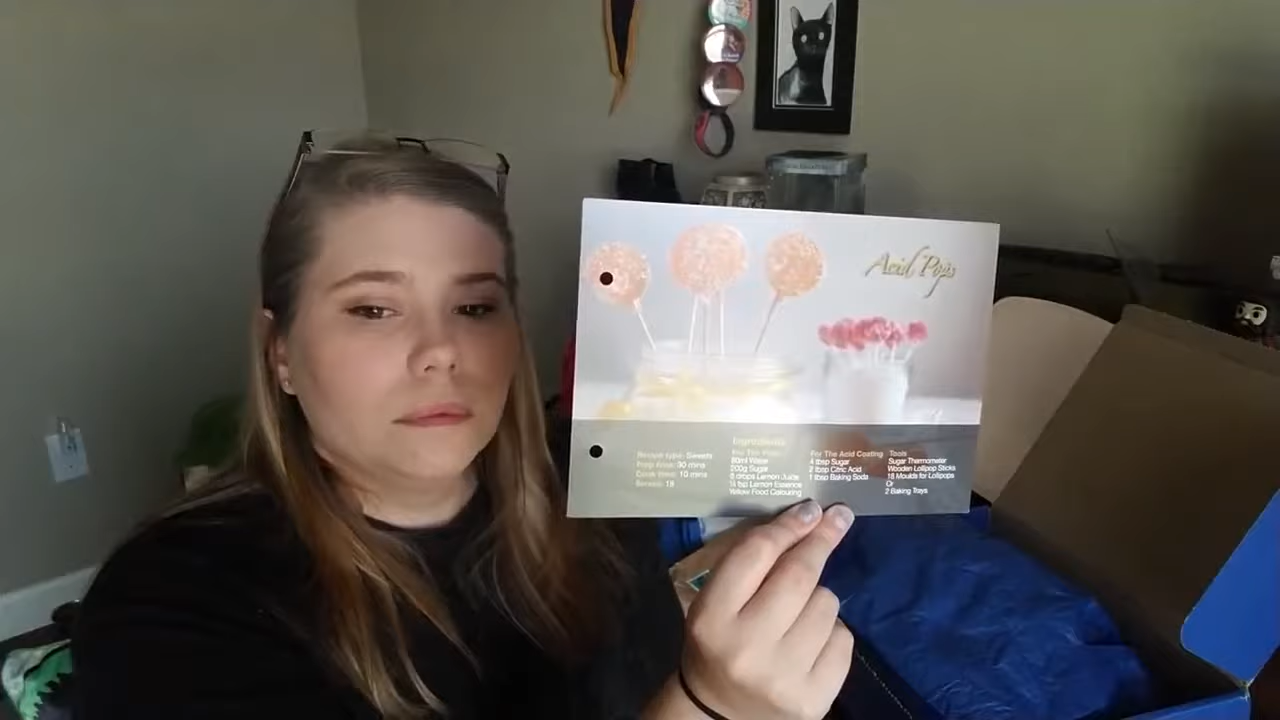 Acid Pops
Ingredients
Recipe type: Sweets
Prep time: 30 mins
Cook time: 10 mins
Serves: 18
For The Pops
80ml Water
200g Sugar
8 drops Lemon Juice
½ tsp Lemon Essence
Yellow Food Colouring
For The Acid Coating
4 tbsp Sugar
2 tbsp Citric Acid
1 tbsp Baking Soda
Tools
Sugar Thermometer
Wooden Lollipop Sticks
18 Moulds for Lollipops
Or
2 Baking Trays